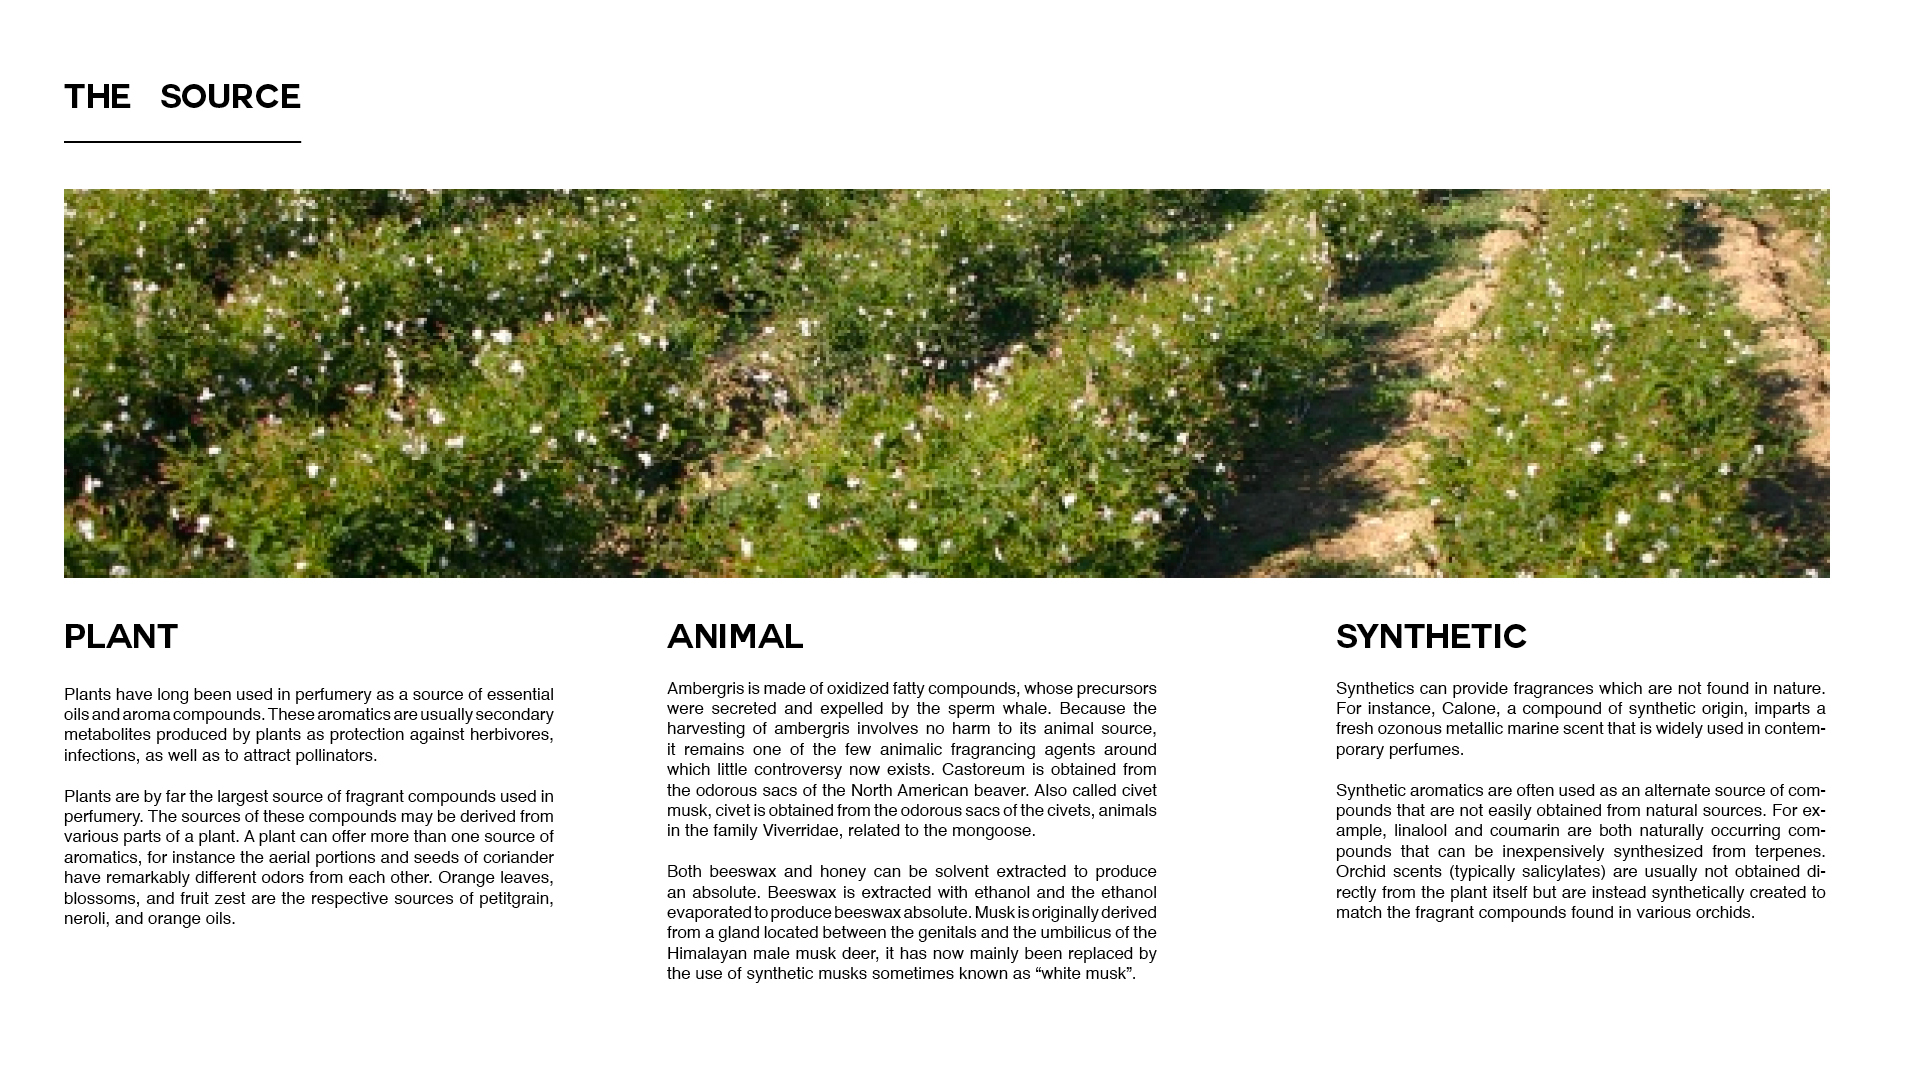 THE SOURCE
PLANT
Plants have long been used in perfumery as a source of essential
oils and aroma compounds. These aromatics are usually secondary
metabolites produced by plants as protection against herbivores,
infections, as well as to attract pollinators.
Plants are by far the largest source of fragrant compounds used in
perfumery. The sources of these compounds may be derived from
various parts of a plant. A plant can offer more than one source of
aromatics, for instance the aerial portions and seeds of coriander
have remarkably different odors from each other. Orange leaves,
blossoms, and fruit zest are the respective sources of petitgrain,
neroli, and orange oils.
ANIMAL
Ambergris is made of oxidized fatty compounds, whose precursors
were secreted and expelled by the sperm whale. Because the
harvesting of ambergris involves no harm to its animal source,
it remains one of the few animalic fragrancing agents around
which little controversy now exists. Castoreum is obtained from
the odorous sacs of the North American beaver. Also called civet
musk, civet is obtained from the odorous sacs of the civets, animals
in the family Viverridae, related to the mongoose.
Both beeswax and honey can be solvent extracted to produce
an absolute. Beeswax is extracted with ethanol and the ethanol
evaporated to produce beeswax absolute. Musk is originally derived
from a gland located between the genitals and the umbilicus of the
Himalayan male musk deer, it has now mainly been replaced by
the use of synthetic musks sometimes known as “white musk”.
SYNTHETIC
Synthetics can provide fragrances which are not found in nature.
For instance, Calone, a compound of synthetic origin, imparts a
fresh ozonous metallic marine scent that is widely used in contem-
porary perfumes.
Synthetic aromatics are often used as an alternate source of com-
pounds that are not easily obtained from natural sources. For ex-
ample, linalool and coumarin are both naturally occurring com-
pounds that can be inexpensively synthesized from terpenes.
Orchid scents (typically salicylates) are usually not obtained di-
rectly from the plant itself but are instead synthetically created to
match the fragrant compounds found in various orchids.